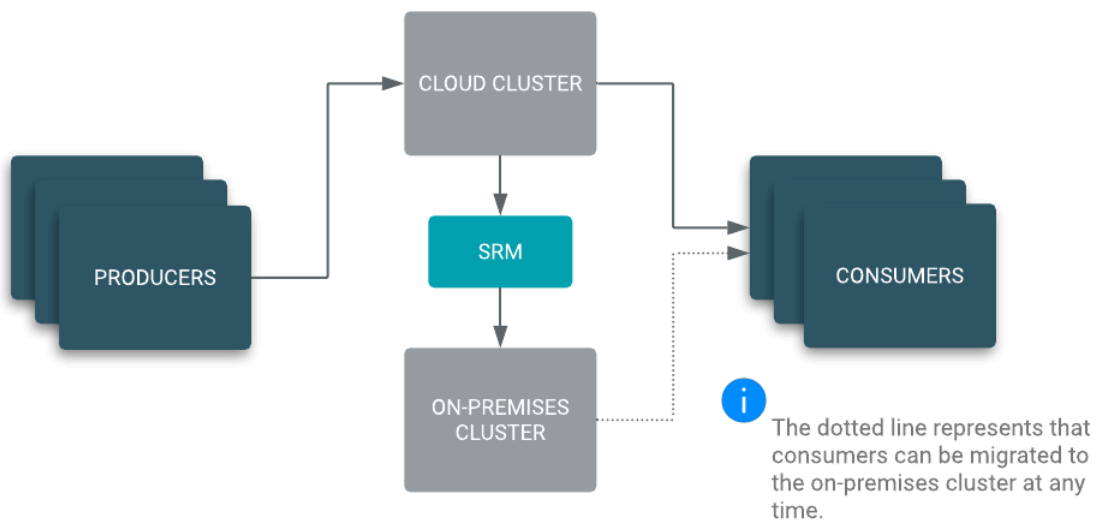 CLOUD CLUSTER
PRODUCERS
SRM
CONSUMERS
ON-PREMISES
CLUSTER
i
The dotted line represents that
consumers can be migrated to
the on-premises cluster at any
time.